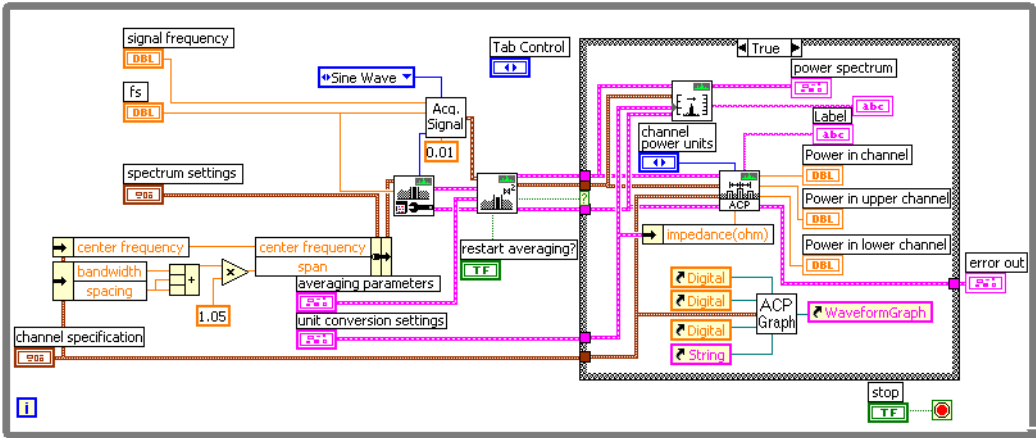 signal frequency
DBL
fs
DBL
Sine Wave
Acq.
Signal
0.01
Tab Control
True
power spectrum
abc
Label
abc
channel
power units
Power in channel
DBL
Power in upper channel
DBL
Power in lower channel
DBL
ACP
impedance(ohm)
spectrum settings
center frequency
bandwidth
spacing
+
×
1.05
center frequency
span
restart averaging?
TF
averaging parameters
unit conversion settings
channel specification
Digital
Digital
Digital
String
ACP
Graph
WaveformGraph
error out
stop
TF
i
?